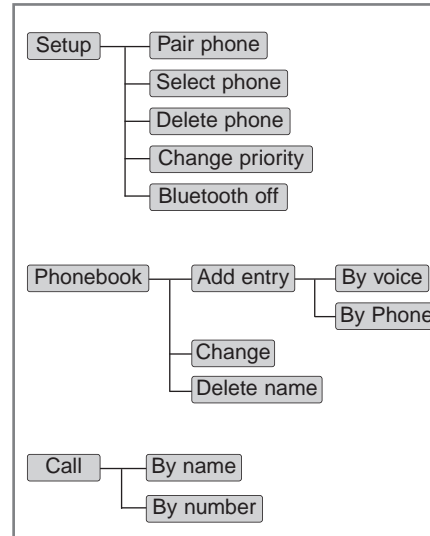 Setup
Pair phone
Select phone
Delete phone
Change priority
Bluetooth off
Phonebook
Add entry
By voice
By Phone
Change
Delete name
Call
By name
By number